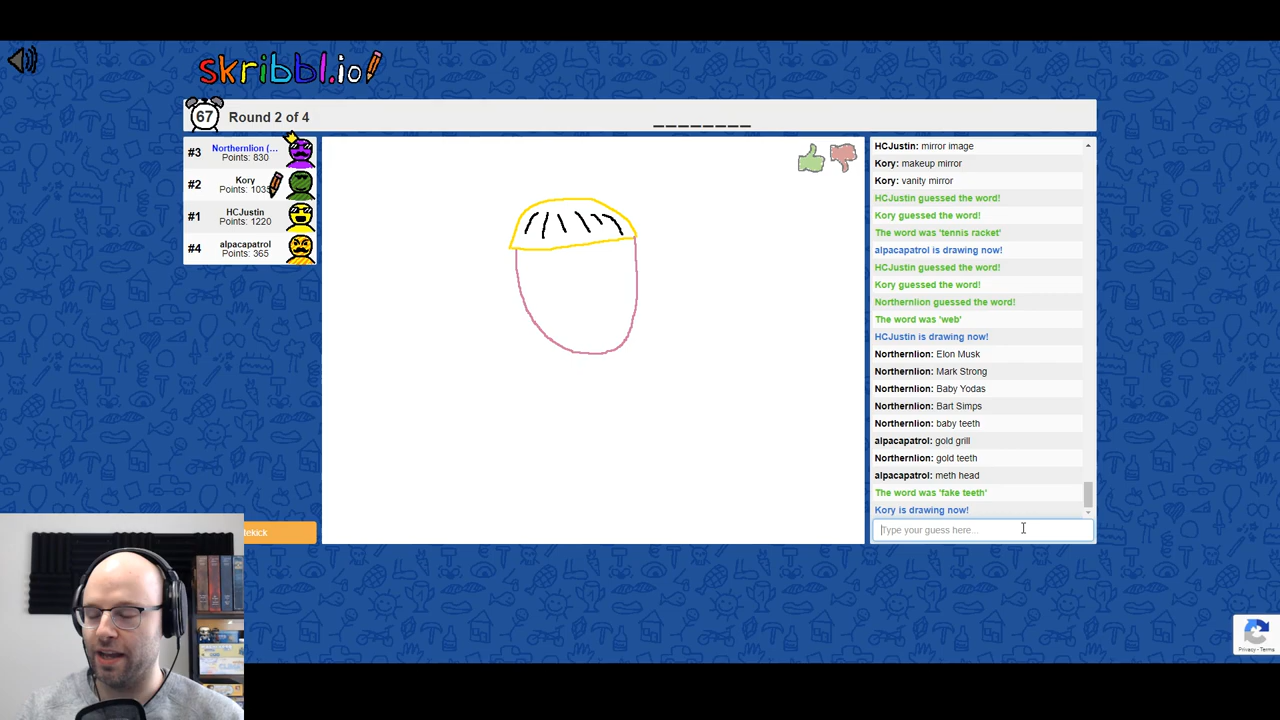 skribbl.io
67
Round 2 of 4
________
#3
Northernlion (...
Points: 830
#2
Kory
Points: 1035
#1
HCJustin
Points: 1220
#4
alpacapatrol
Points: 365
HCJustin: mirror image
Kory: makeup mirror
Kory: vanity mirror
HCJustin guessed the word!
Kory guessed the word!
The word was 'tennis racket'
alpacapatrol is drawing now!
HCJustin guessed the word!
Kory guessed the word!
Northernlion guessed the word!
The word was 'web'
HCJustin is drawing now!
Northernlion: Elon Musk
Northernlion: Mark Strong
Northernlion: Baby Yodas
Northernlion: Bart Simps
Northernlion: baby teeth
alpacapatrol: gold grill
Northernlion: gold teeth
alpacapatrol: meth head
The word was 'fake teeth'
Kory is drawing now!
Type your guess here...
Privacy - Terms